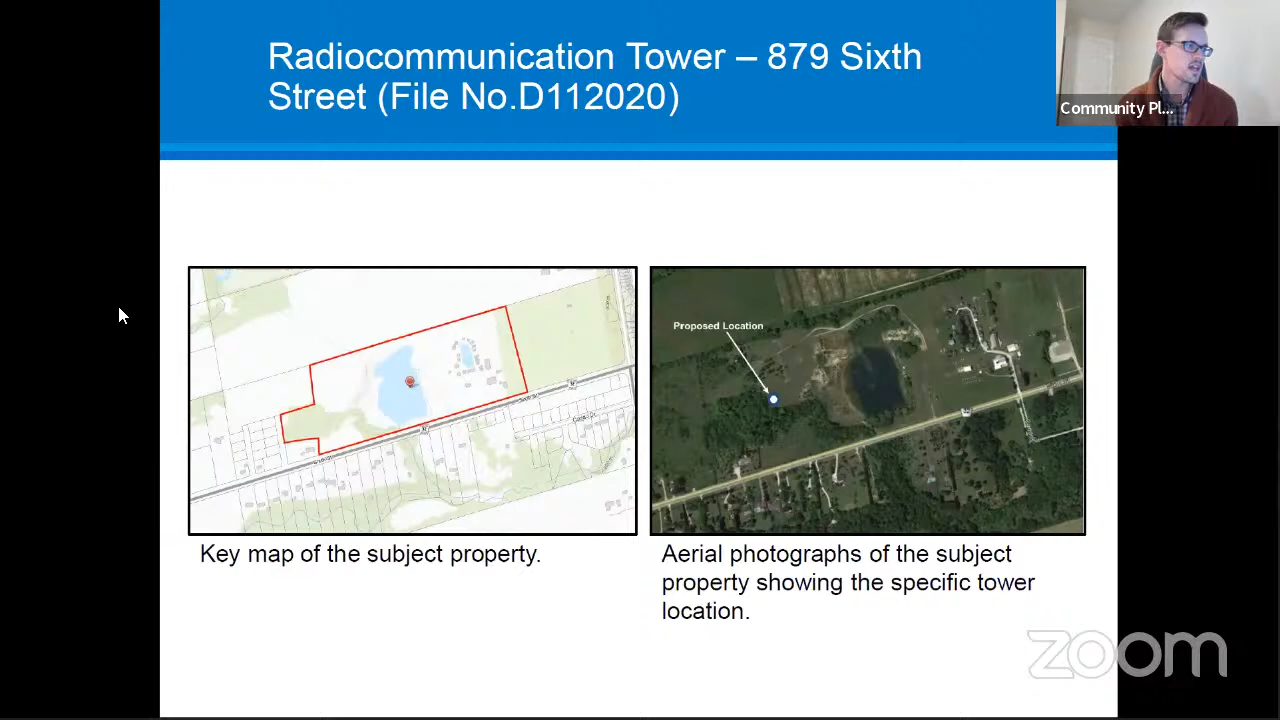 Radiocommunication Tower – 879 Sixth
Street (File No.D112020)
Community Pl...
Proposed Location
Key map of the subject property.
Aerial photographs of the subject
property showing the specific tower
location.
zoom